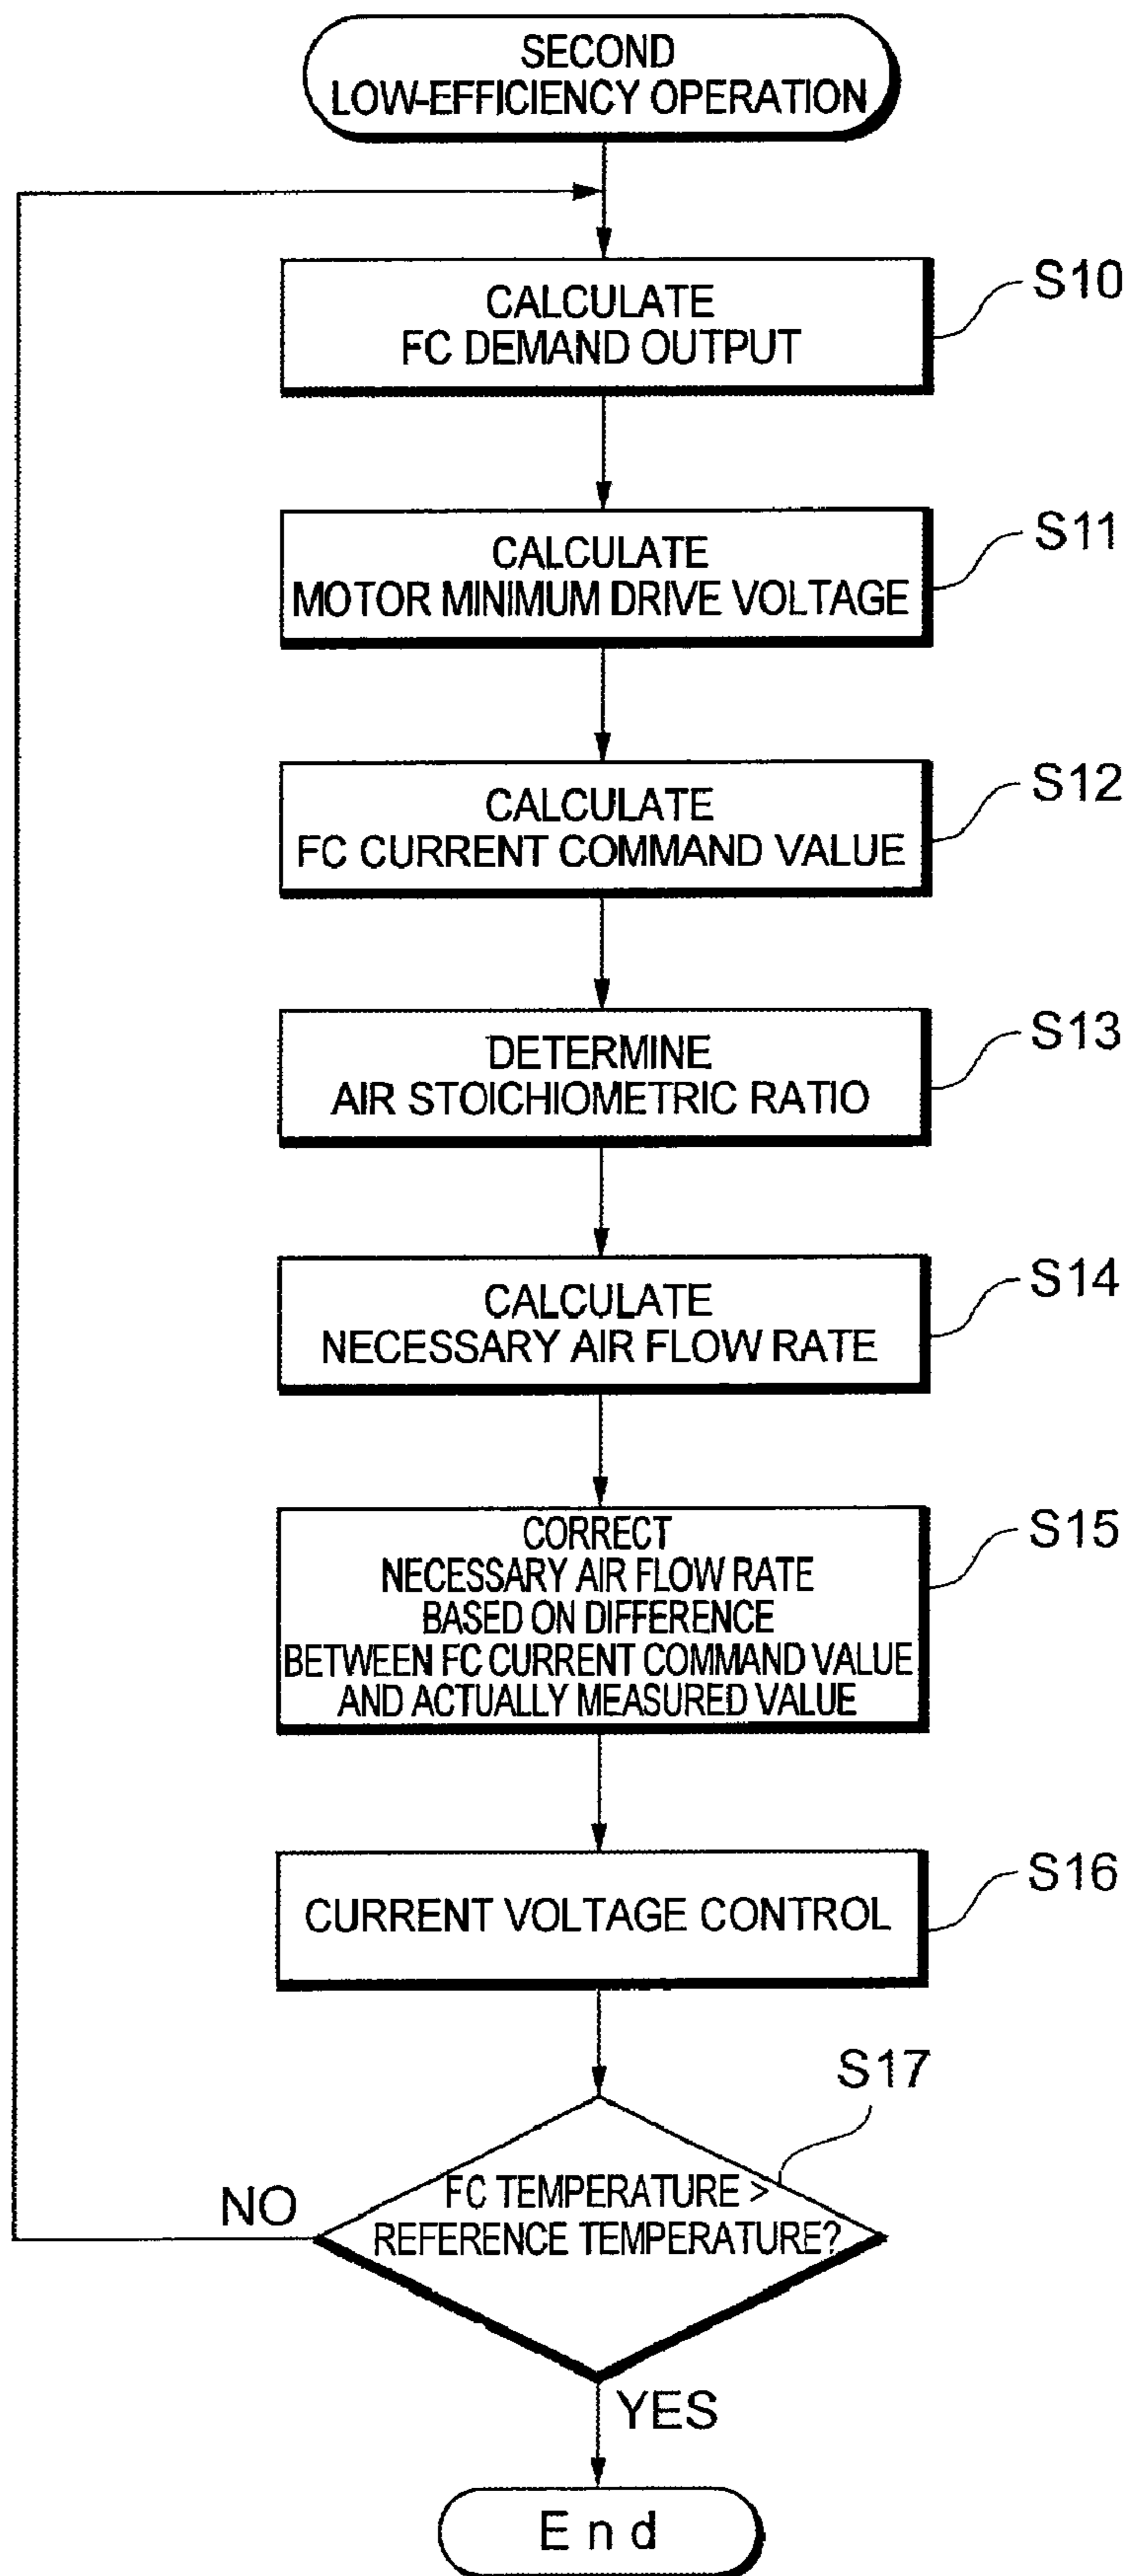 SECOND
LOW-EFFICIENCY OPERATION
CALCULATE
FC DEMAND OUTPUT
S10
CALCULATE
MOTOR MINIMUM DRIVE VOLTAGE
S11
CALCULATE
FC CURRENT COMMAND VALUE
S12
DETERMINE
AIR STOICHIOMETRIC RATIO
S13
CALCULATE
NECESSARY AIR FLOW RATE
S14
CORRECT
NECESSARY AIR FLOW RATE
BASED ON DIFFERENCE
BETWEEN FC CURRENT COMMAND VALUE
AND ACTUALLY MEASURED VALUE
S15
CURRENT VOLTAGE CONTROL
S16
S17
FC TEMPERATURE >
REFERENCE TEMPERATURE?
NO
YES
End